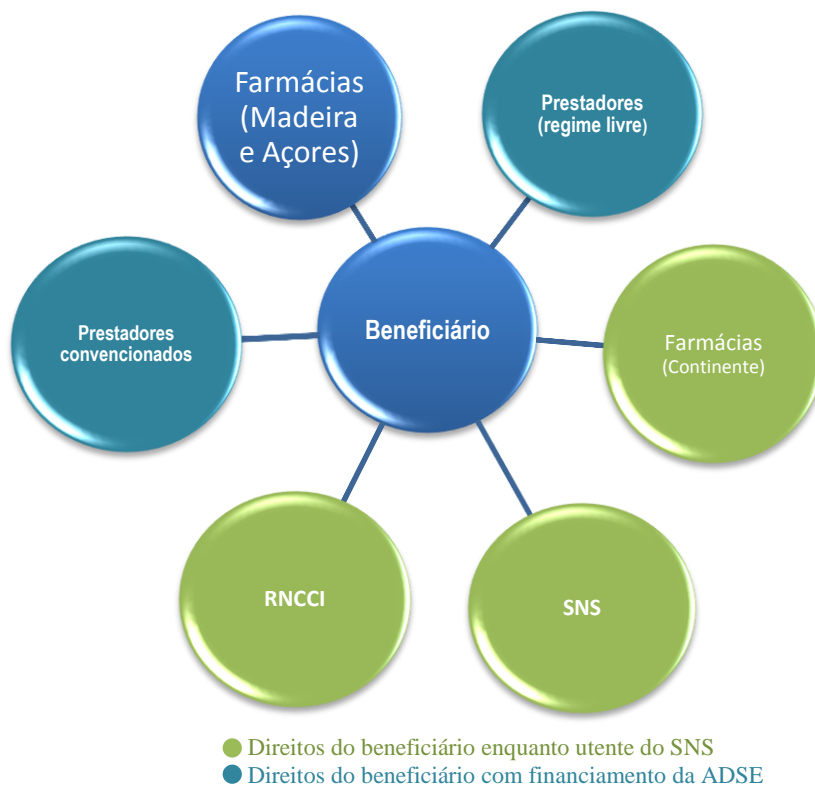 Farmácias
(Madeira
e Açores)
Prestadores
(regime livre)
Prestadores
convencionados
Beneficiário
Farmácias
(Continente)
RNCCI
SNS
Direitos do beneficiário enquanto utente do SNS
Direitos do beneficiário com financiamento da ADSE